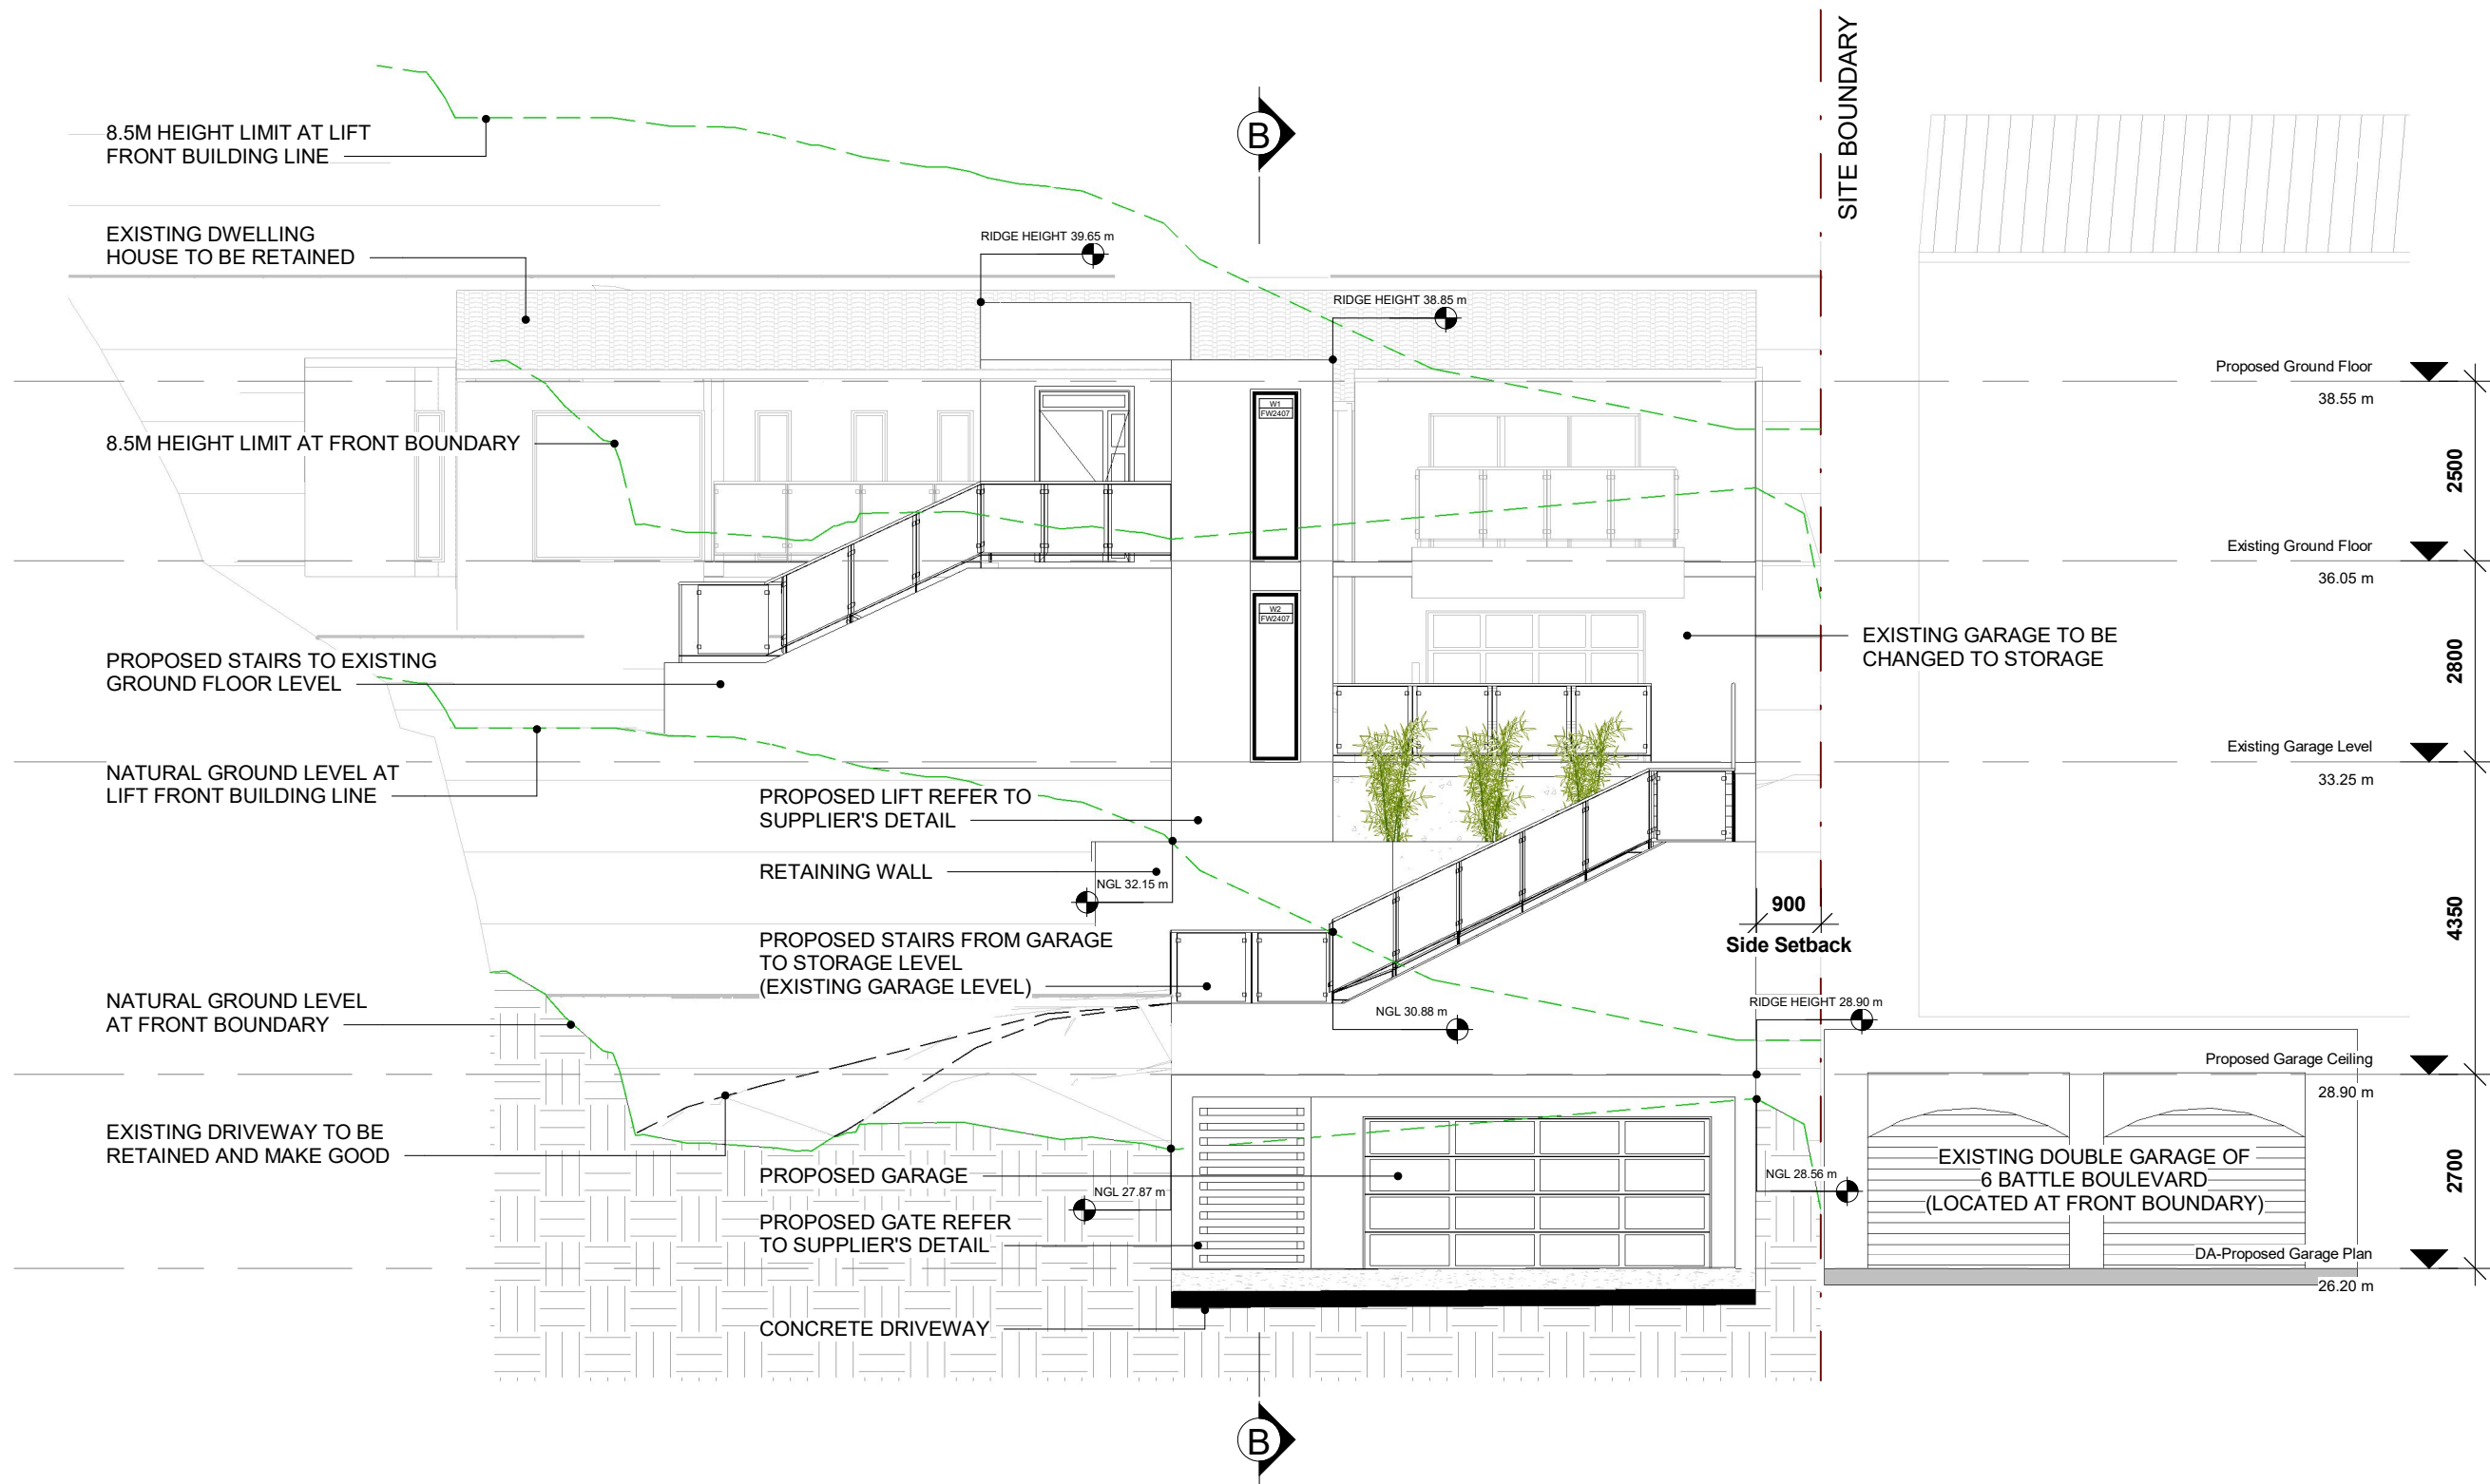 SITE BOUNDARY
B
8.5M HEIGHT LIMIT AT LIFT
FRONT BUILDING LINE
EXISTING DWELLING
HOUSE TO BE RETAINED
RIDGE HEIGHT 39.65 m
RIDGE HEIGHT 38.85 m
Proposed Ground Floor
38.55 m
W1
FW2407
8.5M HEIGHT LIMIT AT FRONT BOUNDARY
2500
Existing Ground Floor
36.05 m
W2
FW2407
EXISTING GARAGE TO BE
CHANGED TO STORAGE
PROPOSED STAIRS TO EXISTING
GROUND FLOOR LEVEL
2800
Existing Garage Level
33.25 m
NATURAL GROUND LEVEL AT
LIFT FRONT BUILDING LINE
PROPOSED LIFT REFER TO
SUPPLIER'S DETAIL
RETAINING WALL
NGL 32.15 m
900
Side Setback
4350
PROPOSED STAIRS FROM GARAGE
TO STORAGE LEVEL
(EXISTING GARAGE LEVEL)
NATURAL GROUND LEVEL
AT FRONT BOUNDARY
NGL 30.88 m
RIDGE HEIGHT 28.90 m
Proposed Garage Ceiling
28.90 m
EXISTING DRIVEWAY TO BE
RETAINED AND MAKE GOOD
PROPOSED GARAGE
NGL 27.87 m
NGL 28.56 m
EXISTING DOUBLE GARAGE OF
6 BATTLE BOULEVARD
(LOCATED AT FRONT BOUNDARY)
2700
PROPOSED GATE REFER
TO SUPPLIER'S DETAIL
DA-Proposed Garage Plan
26.20 m
CONCRETE DRIVEWAY
B